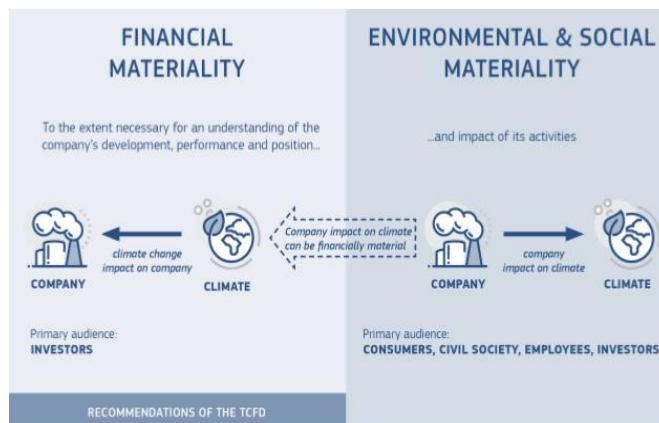 FINANCIAL
MATERIALITY
To the extent necessary for an understanding of the
company's development, performance and position...
climate change
impact on company
COMPANY
CLIMATE
Primary audience:
INVESTORS
RECOMMENDATIONS OF THE TCFD
Company impact on climate
can be financially material
ENVIRONMENTAL & SOCIAL
MATERIALITY
...and impact of its activities
company
impact on climate
COMPANY
CLIMATE
Primary audience:
CONSUMERS, CIVIL SOCIETY, EMPLOYEES, INVESTORS